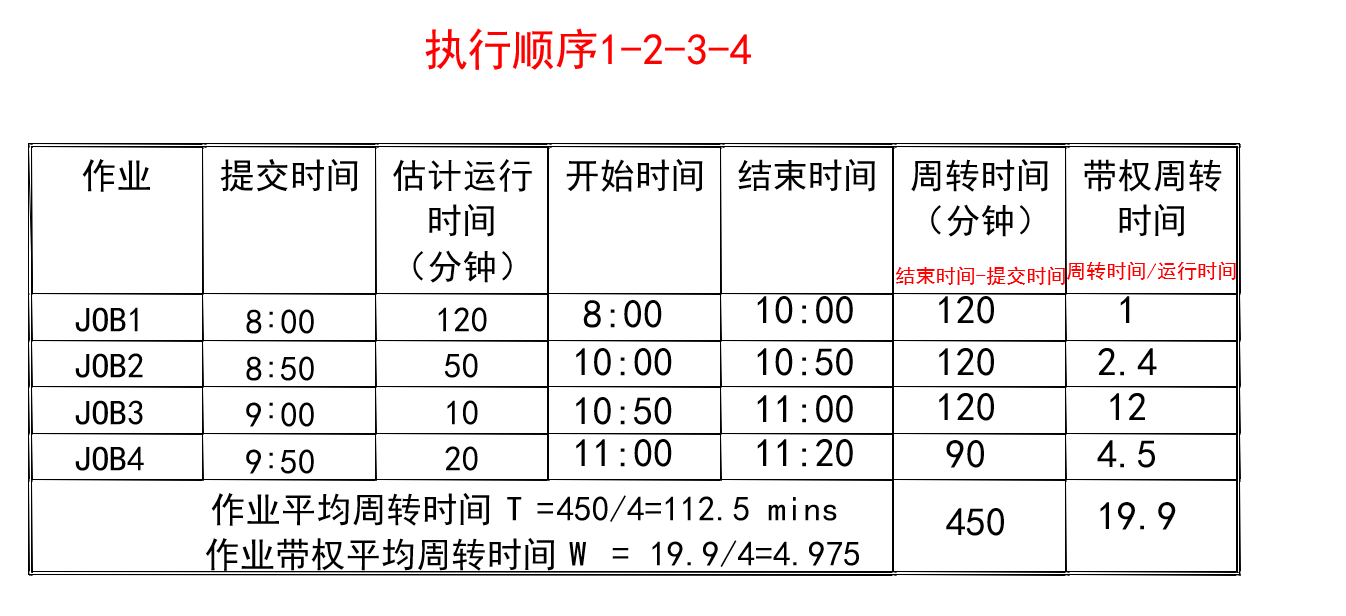 执行顺序1-2-3-4
作业 提交时间 估计运行时间（分钟） 开始时间 结束时间 周转时间（分钟） 结束时间-提交时间 带权周转时间 周转时间/运行时间
JOB1 8:00 120 8:00 10:00 120 1
JOB2 8:50 50 10:00 10:50 120 2.4
JOB3 9:00 10 10:50 11:00 120 12
JOB4 9:50 20 11:00 11:20 90 4.5
作业平均周转时间 T =450/4=112.5 mins 450 19.9
作业带权平均周转时间 W = 19.9/4=4.975